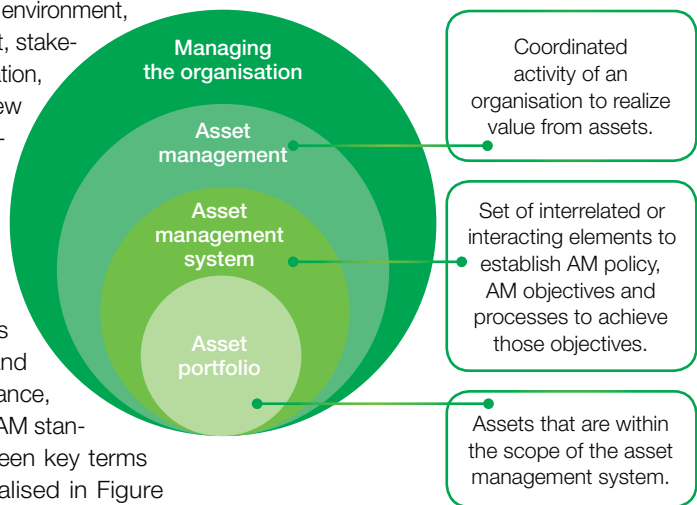 environment,
t, stake-
ation,
ew
-
s
and
ance,
AM stan-
een key terms
alised in Figure
Managing
the organisation
Asset
management
Asset
management
system
Asset
portfolio
Coordinated
activity of an
organisation to realize
value from assets.
Set of interrelated or
interacting elements to
establish AM policy,
AM objectives and
processes to achieve
those objectives.
Assets that are within
the scope of the asset
management system.